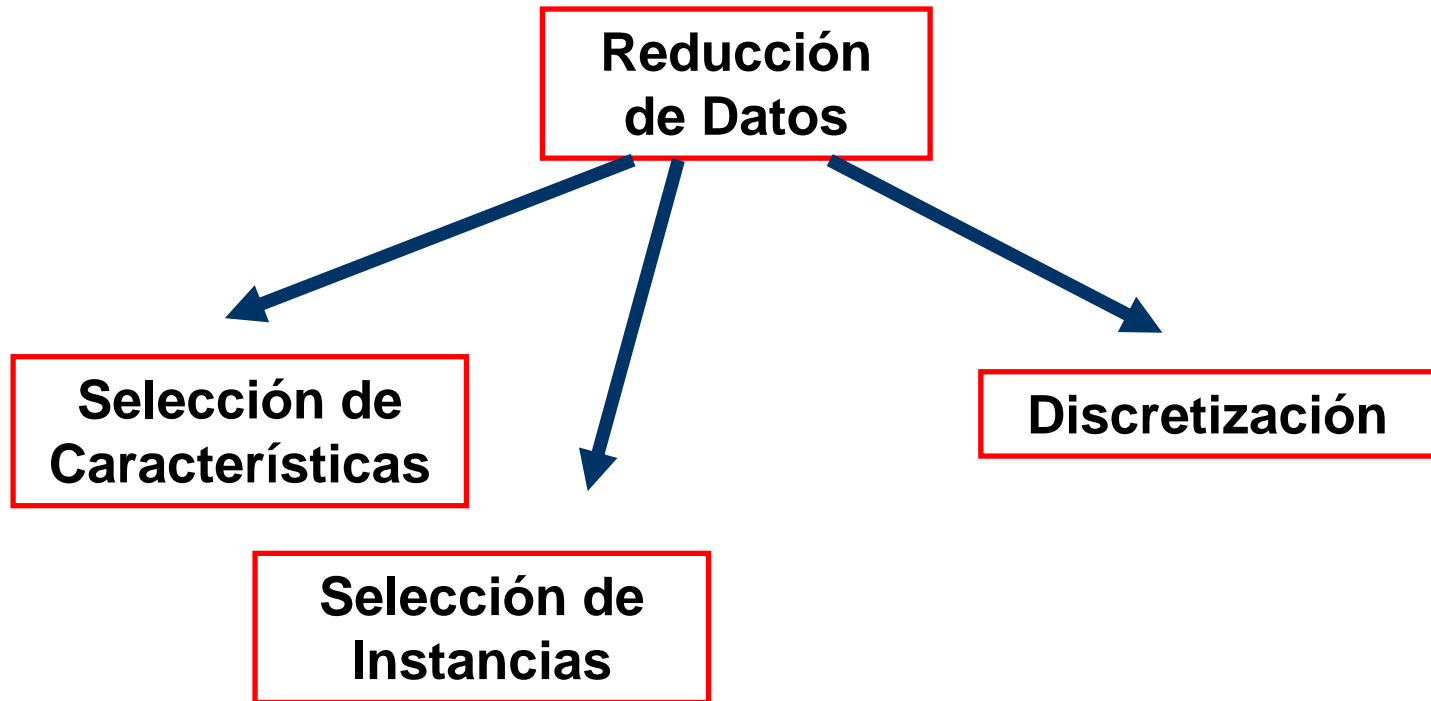 Reducción
de Datos
Selección de
Características
Discretización
Selección de
Instancias